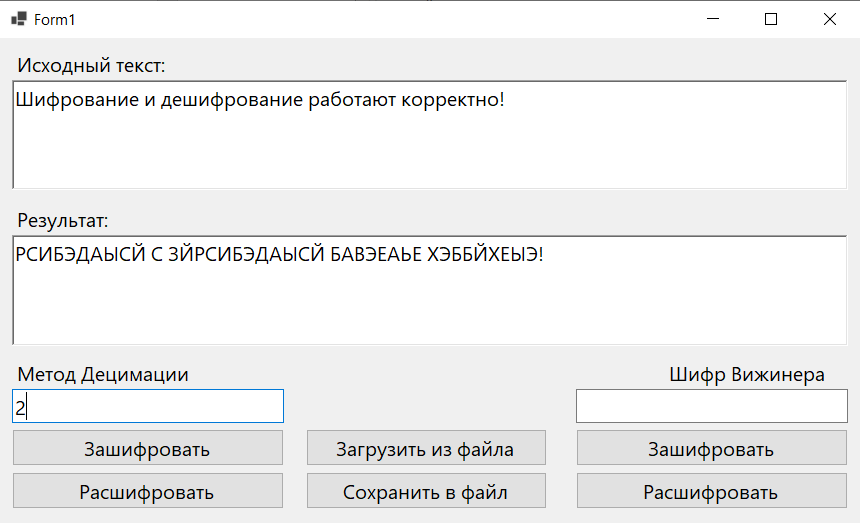 Form1
Исходный текст:
Шифрование и дешифрование работают корректно!
Результат:
РСИБЭДАЫСЙ С ЗЙРСИБЭДАЫСЙ БАВЭЕАЬЕ ХЭББЙХЕЫЭ!
Метод Децимации
Шифр Вижинера
2
Зашифровать
Загрузить из файла
Зашифровать
Расшифровать
Сохранить в файл
Расшифровать